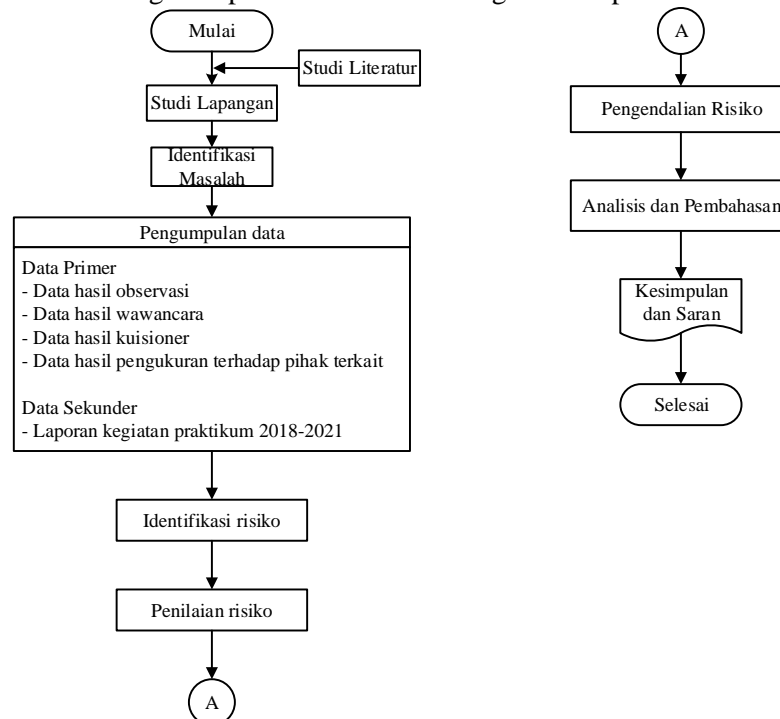 Mulai
Studi Literatur
Studi Lapangan
Identifikasi
Masalah
Pengumpulan data
Data Primer
- Data hasil observasi
- Data hasil wawancara
- Data hasil kuisioner
- Data hasil pengukuran terhadap pihak terkait
Data Sekunder
- Laporan kegiatan praktikum 2018-2021
Identifikasi risiko
Penilaian risiko
A
A
Pengendalian Risiko
Analisis dan Pembahasan
Kesimpulan
dan Saran
Selesai